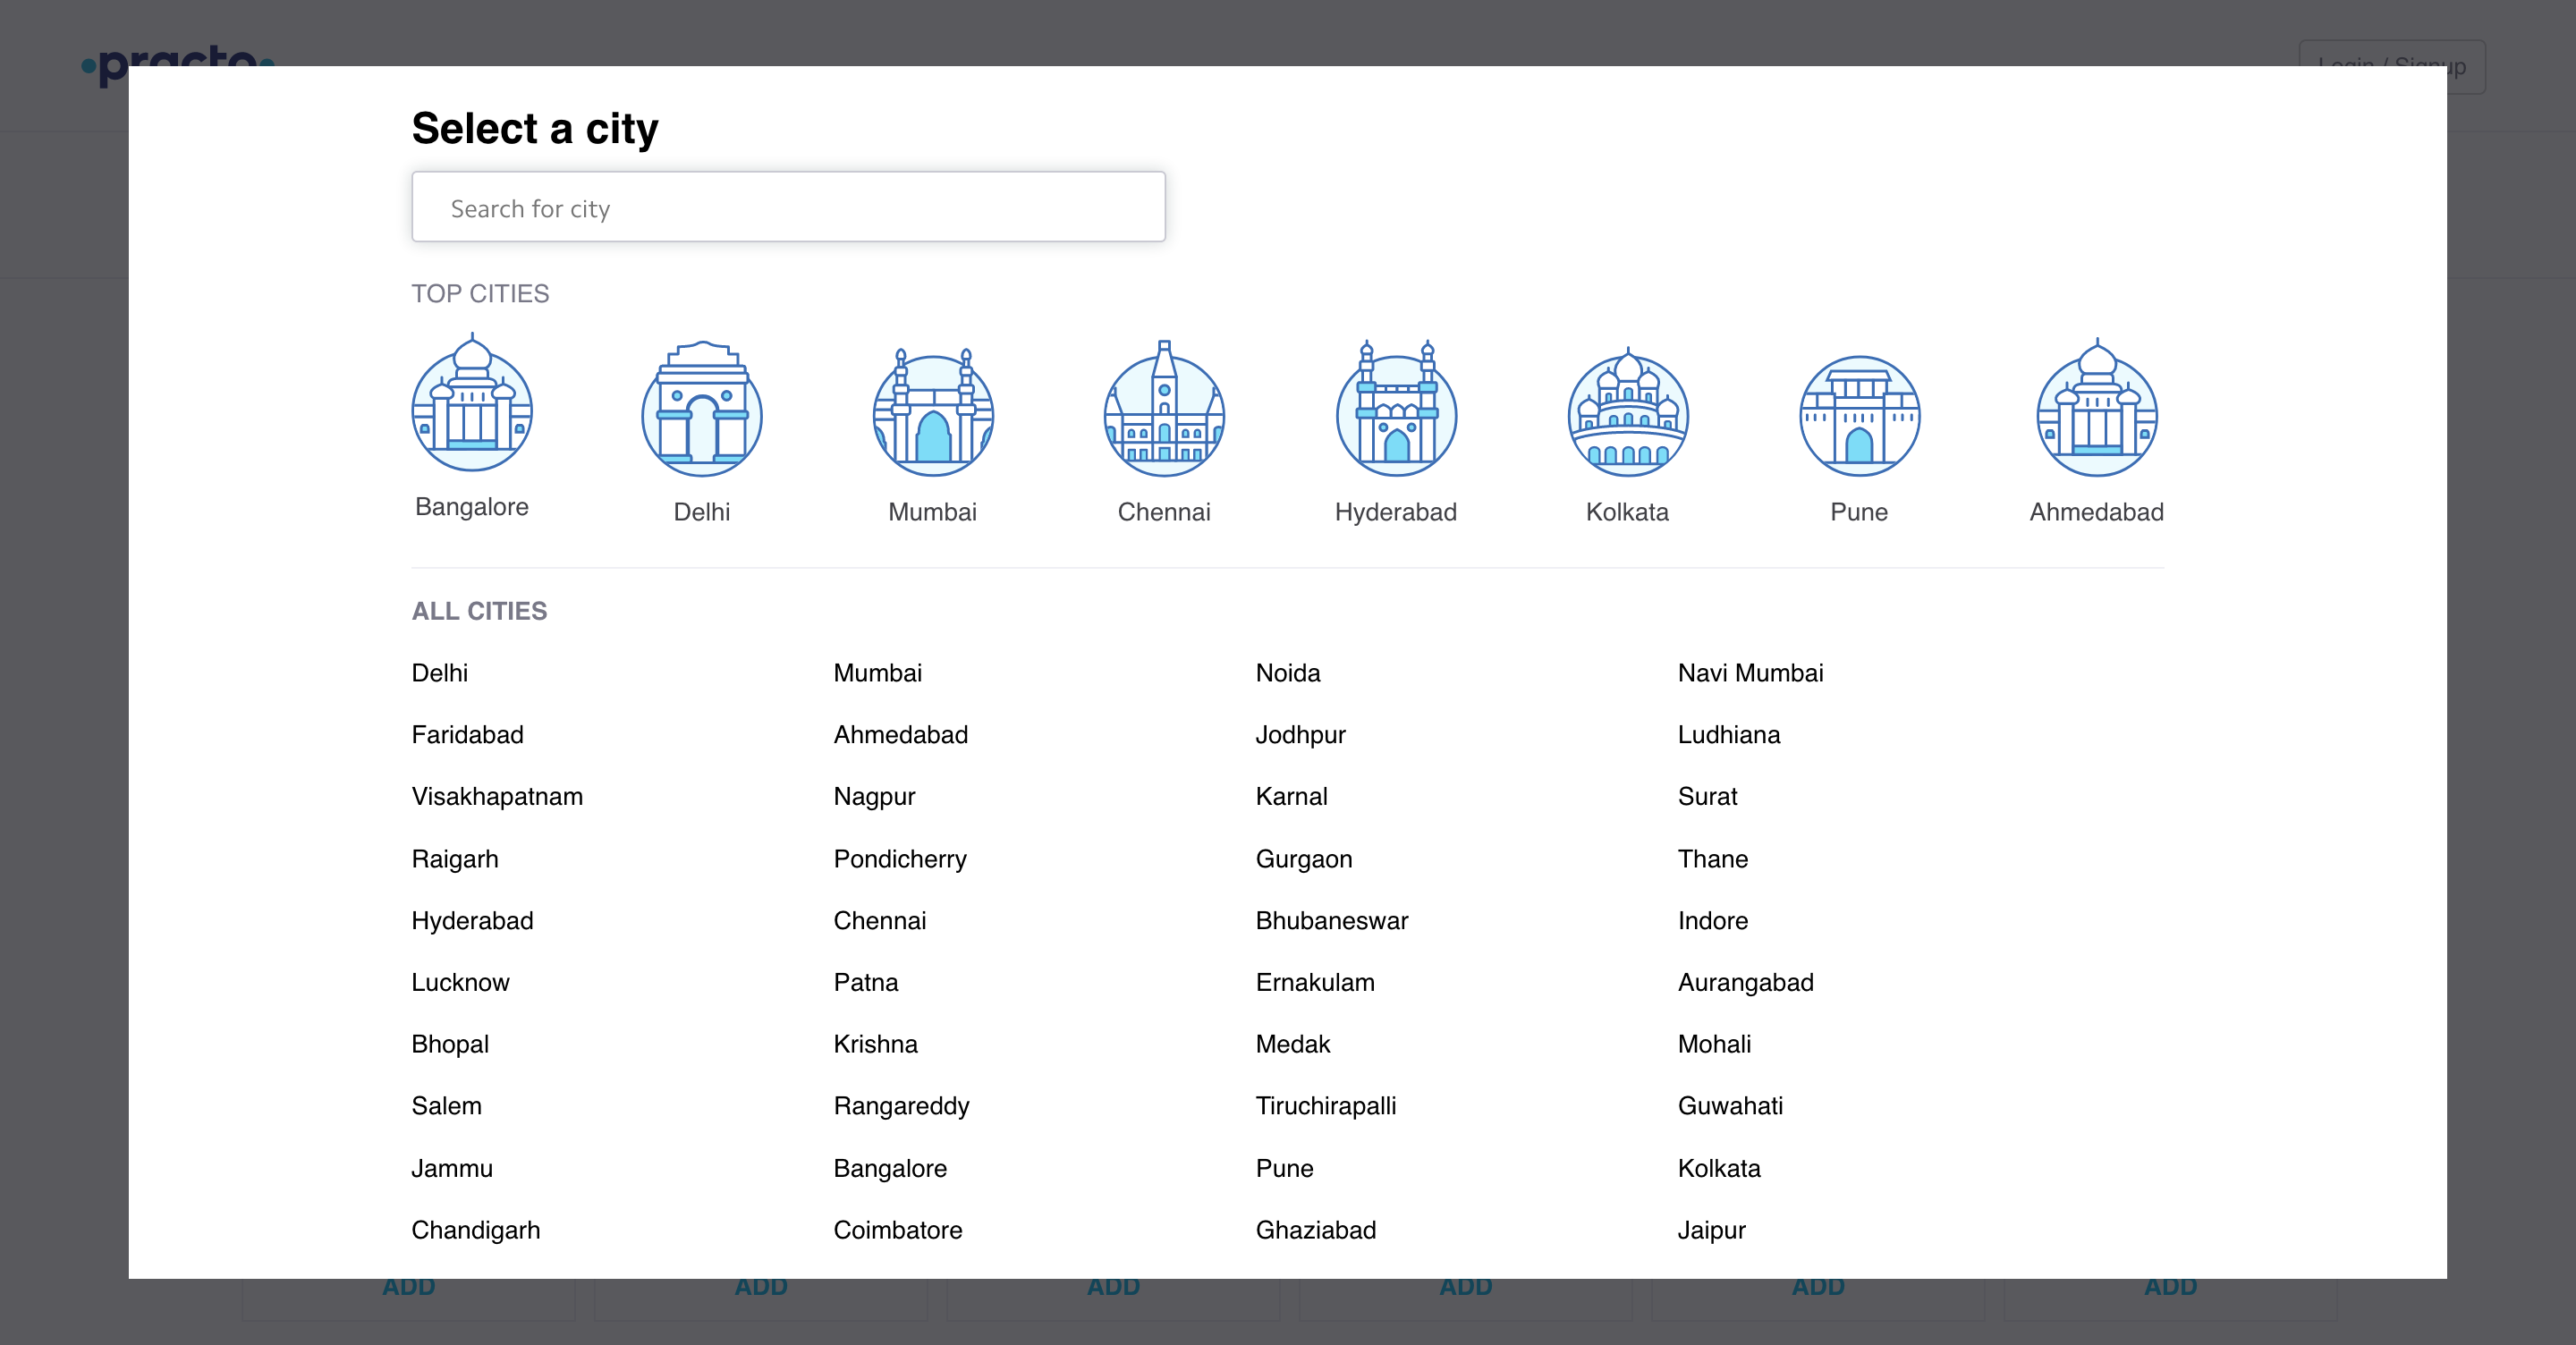 practo
Login / Signup
Select a city
Search for city
TOP CITIES
Bangalore Delhi Mumbai Chennai Hyderabad Kolkata Pune Ahmedabad
ALL CITIES
Delhi Mumbai Noida Navi Mumbai
Faridabad Ahmedabad Jodhpur Ludhiana
Visakhapatnam Nagpur Karnal Surat
Raigarh Pondicherry Gurgaon Thane
Hyderabad Chennai Bhubaneswar Indore
Lucknow Patna Ernakulam Aurangabad
Bhopal Krishna Medak Mohali
Salem Rangareddy Tiruchirapalli Guwahati
Jammu Bangalore Pune Kolkata
Chandigarh Coimbatore Ghaziabad Jaipur
ADD ADD ADD ADD ADD ADD